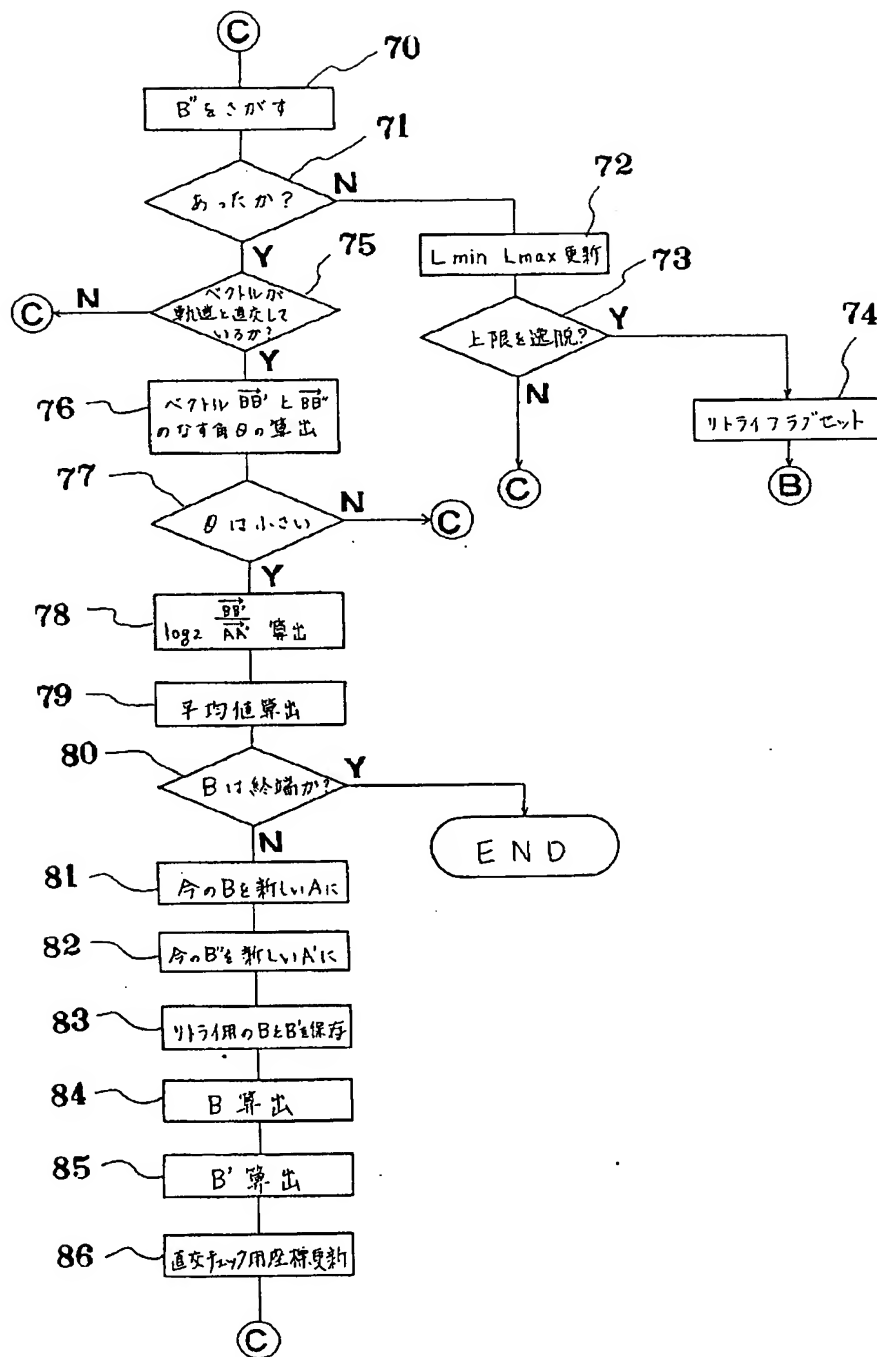 C
70
B"をさがす
71
あったか?
N
72
Y
75
Lmin Lmax更新
73
C
N
ベクトルが
軌道と直交して
いるか?
上限を逸脱?
Y
74
Y
N
76
ベクトル BB' と BB"
のなす角θの算出
リトライフラグセット
C
B
77
θは小さい
N
C
Y
78
log2 BB'/AA' 算出
79
平均値算出
80
Bは終端か?
Y
N
END
81
今のBを新しいAに
82
今のB"を新しいA'に
83
リトライ用のBとB'を保存
84
B 算出
85
B' 算出
86
直交チェック用座標更新
C